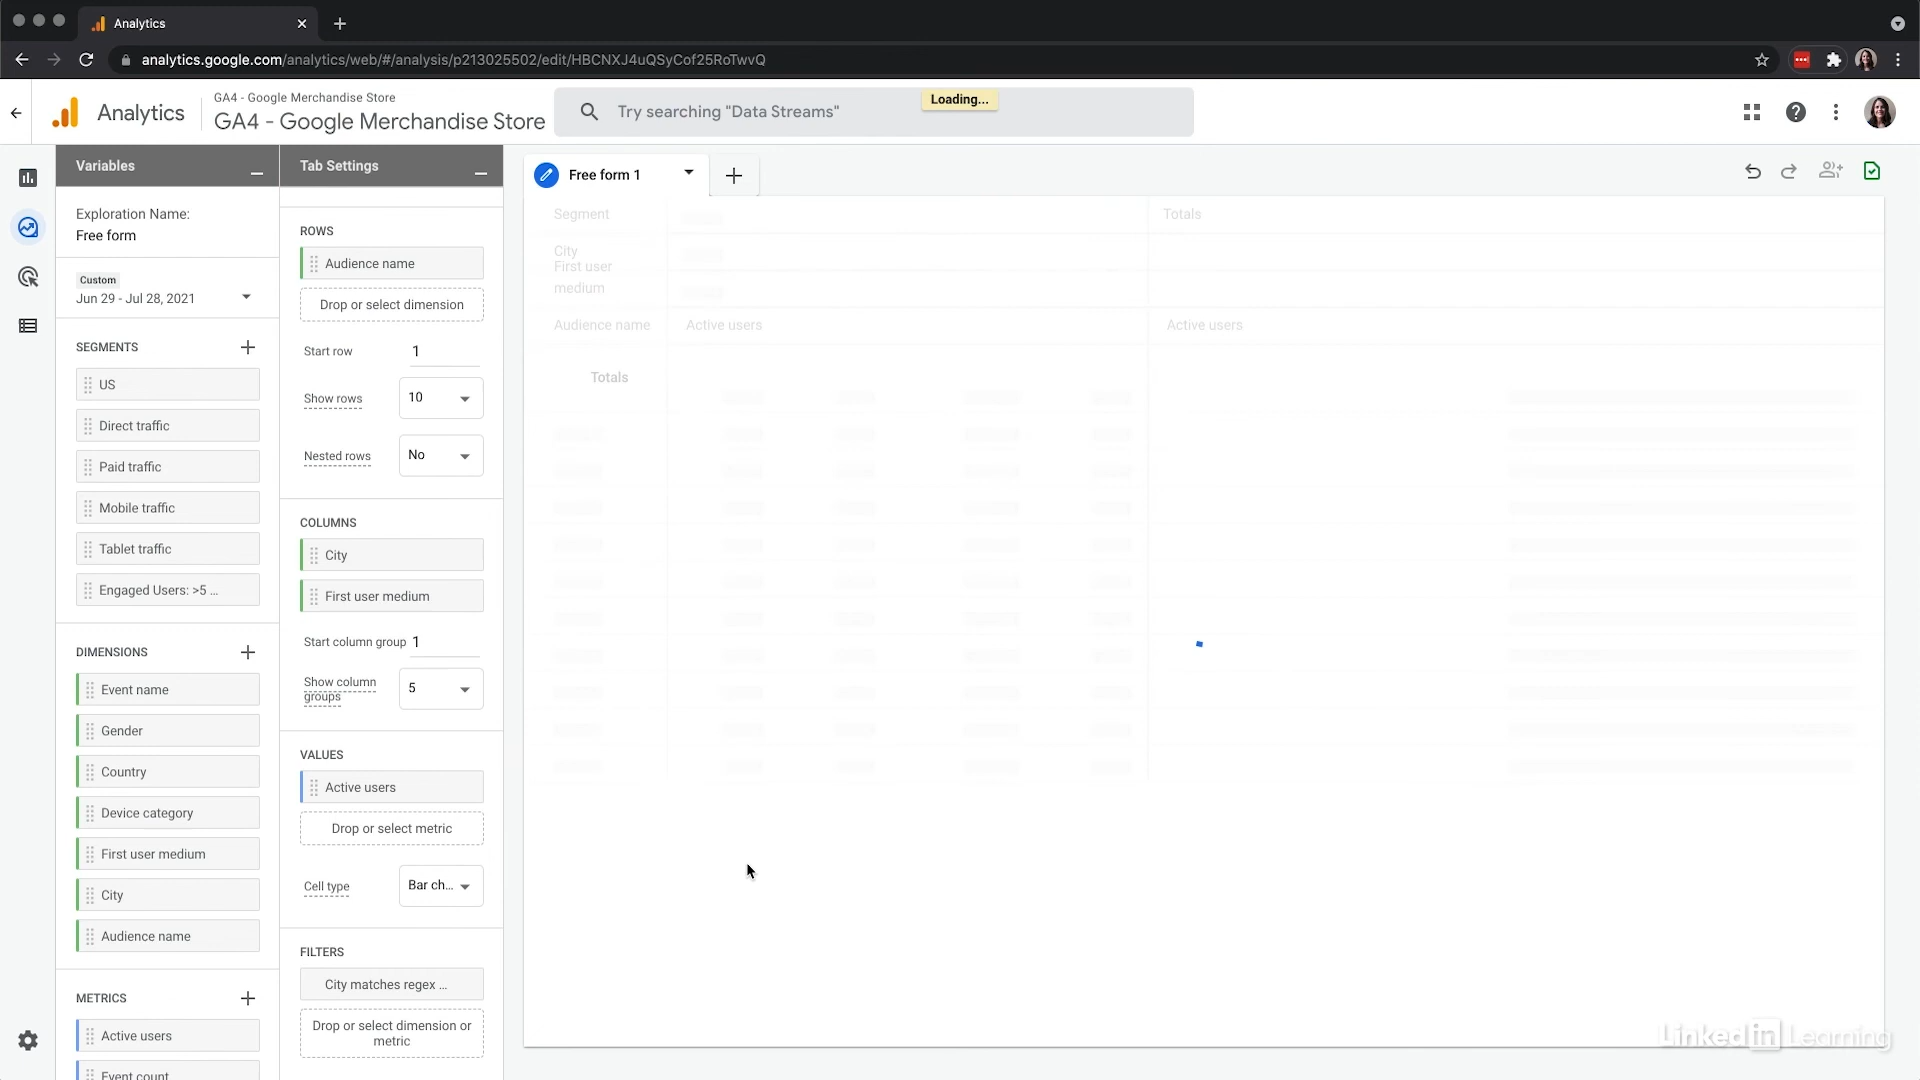 Analytics
analytics.google.com/analytics/web/#/analysis/p213025502/edit/HBCNXJ4uQSyCof25RoTwvQ
Analytics
GA4 - Google Merchandise Store
GA4 - Google Merchandise Store
Try searching "Data Streams"
Loading...
Variables
Exploration Name:
Free form
Custom
Jun 29 - Jul 28, 2021
SEGMENTS
US
Direct traffic
Paid traffic
Mobile traffic
Tablet traffic
Engaged Users: >5 ...
DIMENSIONS
Event name
Gender
Country
Device category
First user medium
City
Audience name
METRICS
Active users
Event count
Tab Settings
ROWS
Audience name
Drop or select dimension
Start row 1
Show rows 10
Nested rows No
COLUMNS
City
First user medium
Start column group 1
Show column
groups
5
VALUES
Active users
Drop or select metric
Cell type Bar ch...
FILTERS
City matches regex ...
Drop or select dimension or
metric
Free form 1
Segment
Totals
City
First user
medium
Audience name
Active users
Active users
Totals
LinkedIn Learning